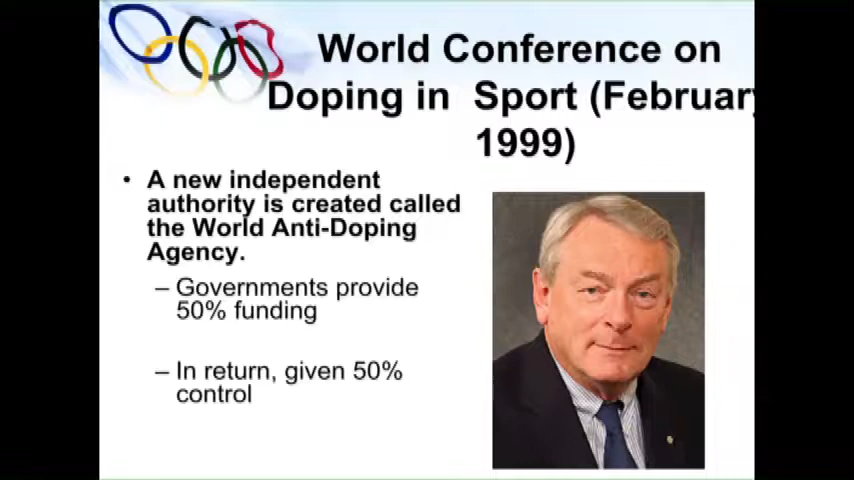 World Conference on
Doping in Sport (February
1999)
• A new independent
authority is created called
the World Anti-Doping
Agency.
– Governments provide
50% funding
– In return, given 50%
control